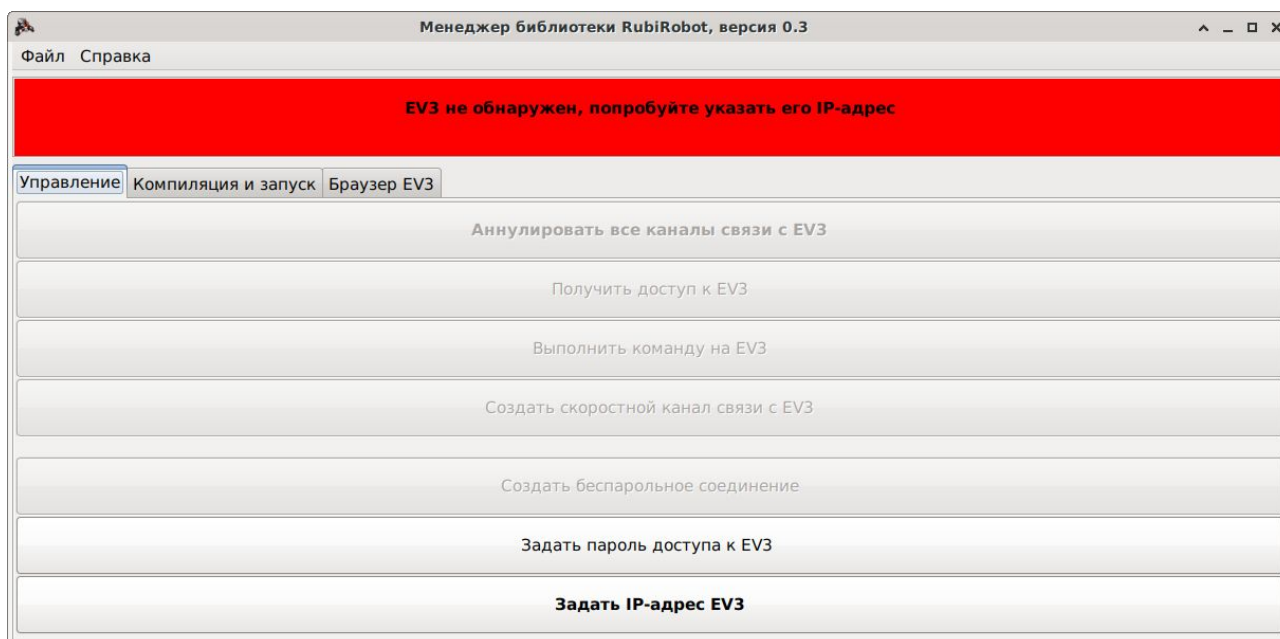 Менеджер библиотеки RubiRobot, версия 0.3
Файл Справка
EV3 не обнаружен, попробуйте указать его IP-адрес
Управление Компиляция и запуск Браузер EV3
Аннулировать все каналы связи с EV3
Получить доступ к EV3
Выполнить команду на EV3
Создать скоростной канал связи с EV3
Создать беспарольное соединение
Задать пароль доступа к EV3
Задать IP-адрес EV3